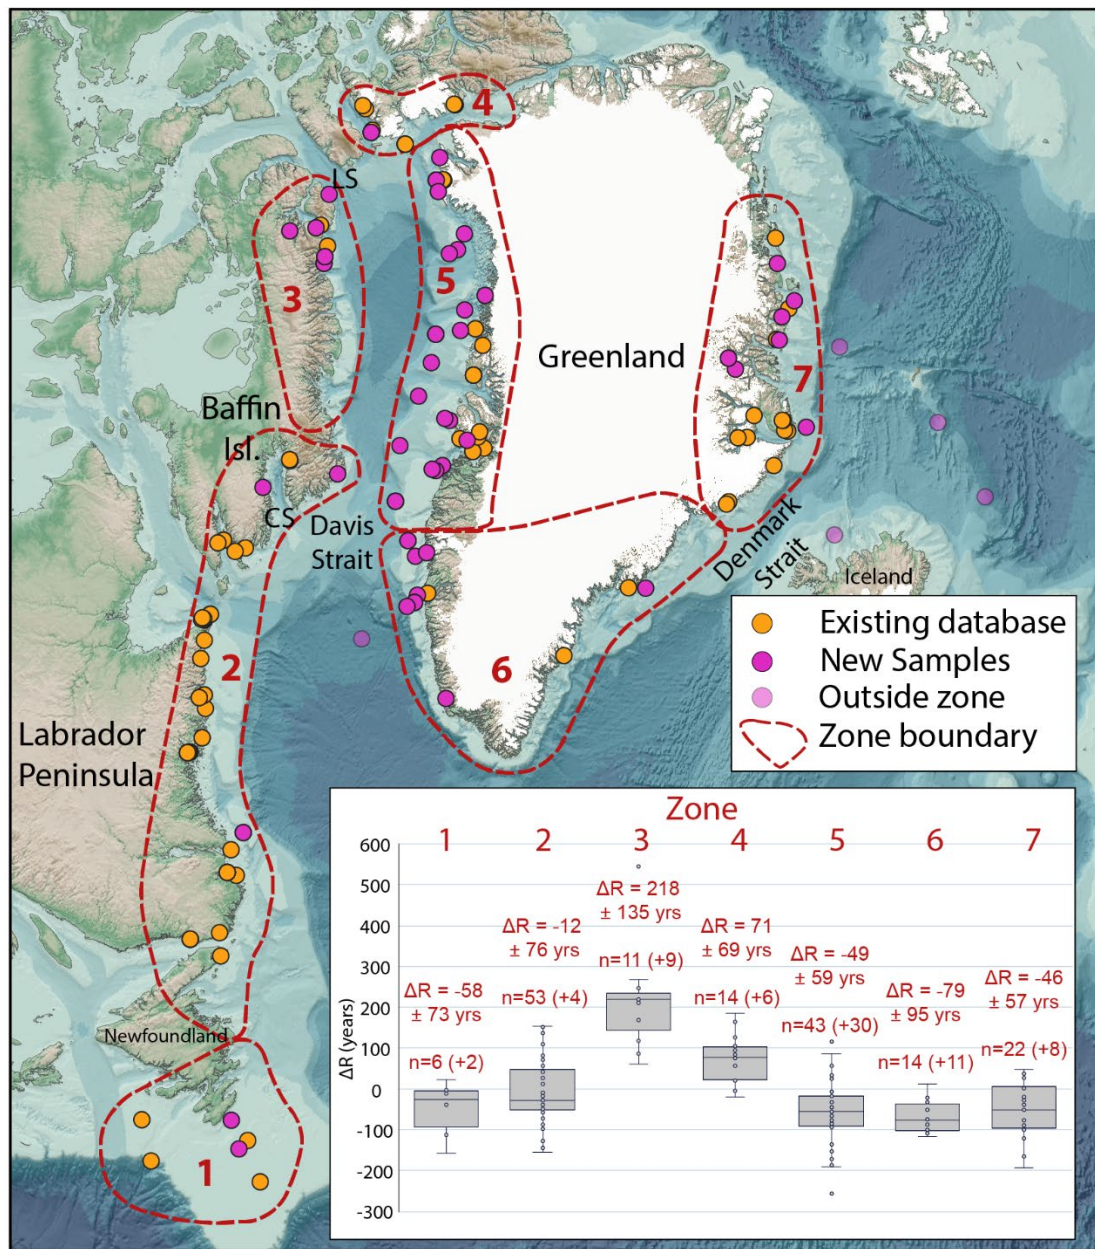 4
LS
5
3
Greenland
7
Baffin
Isl.
CS
Davis
Strait
Denmark
Strait
Iceland
2
6
Labrador
Peninsula
Existing database
New Samples
Outside zone
Zone boundary
Newfoundland
1
Zone
1 2 3 4 5 6 7
ΔR (years)
600
500
400
300
200
100
0
-100
-200
-300
ΔR = -58
± 73 yrs
n=6 (+2)
ΔR = -12
± 76 yrs
n=53 (+4)
ΔR = 218
± 135 yrs
n=11 (+9)
ΔR = 71
± 69 yrs
n=14 (+6)
ΔR = -49
± 59 yrs
n=43 (+30)
ΔR = -79
± 95 yrs
n=14 (+11)
ΔR = -46
± 57 yrs
n=22 (+8)